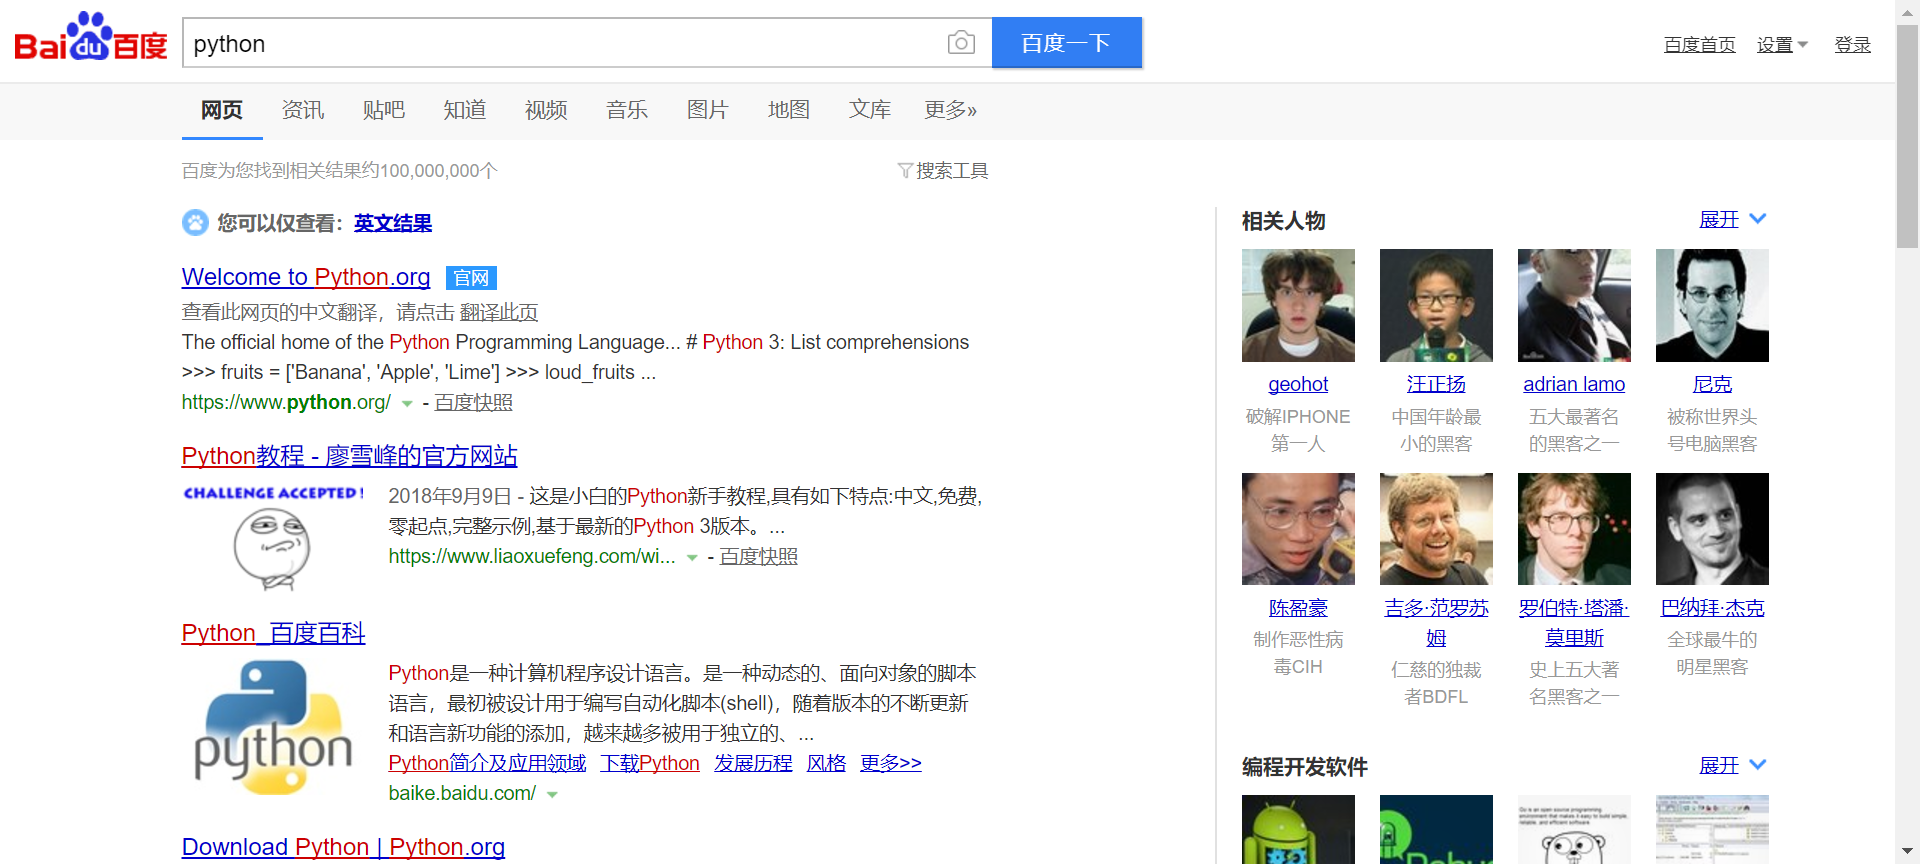 Baidu百度
python
百度一下
百度首页 设置 登录
网页 资讯 贴吧 知道 视频 音乐 图片 地图 文库 更多»
百度为您找到相关结果约100,000,000个
搜索工具
您可以仅查看：英文结果
Welcome to Python.org 官网
查看此网页的中文翻译，请点击 翻译此页
The official home of the Python Programming Language... # Python 3: List comprehensions
>>> fruits = ['Banana', 'Apple', 'Lime'] >>> loud_fruits ...
https://www.python.org/ - 百度快照
Python教程 - 廖雪峰的官方网站
CHALLENGE ACCEPTED!
2018年9月9日 - 这是小白的Python新手教程,具有如下特点:中文,免费,
零起点,完整示例,基于最新的Python 3版本。...
https://www.liaoxuefeng.com/wi... - 百度快照
Python_百度百科
python
Python是一种计算机程序设计语言。是一种动态的、面向对象的脚本
语言，最初被设计用于编写自动化脚本(shell)，随着版本的不断更新
和语言新功能的添加，越来越多被用于独立的、...
Python简介及应用领域 下载Python 发展历程 风格 更多>>
baike.baidu.com/
Download Python | Python.org
相关人物 展开
geohot 汪正扬 adrian lamo 尼克
破解IPHONE 中国年龄最 五大最著名 被称世界头
第一人 小的黑客 的黑客之一 号电脑黑客
陈盈豪 吉多·范罗苏 罗伯特·塔潘· 巴纳拜·杰克
姆 莫里斯
制作恶性病 全球最牛的
毒CIH 明星黑客
仁慈的独裁 史上五大著
者BDFL 名黑客之一
编程开发软件 展开
Go is an open source programming
environment that makes it easy to build simple,
reliable, and efficient software.